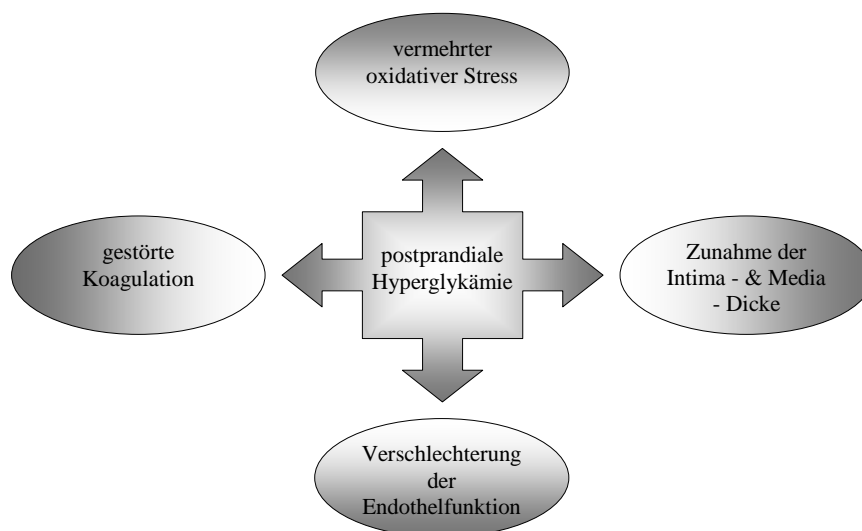 vermehrter
oxidativer Stress
gestörte
Koagulation
postprandiale
Hyperglykämie
Zunahme der
Intima - & Media
- Dicke
Verschlechterung
der
Endothelfunktion